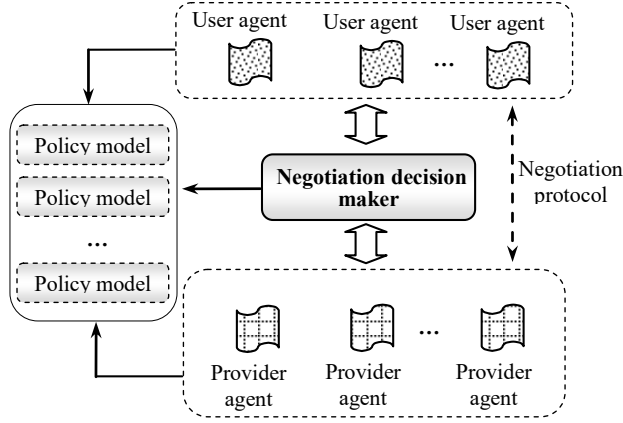 User agent User agent User agent
...
Policy model
Policy model
...
Policy model
Negotiation decision
maker
Negotiation
protocol
...
Provider Provider Provider
agent agent agent